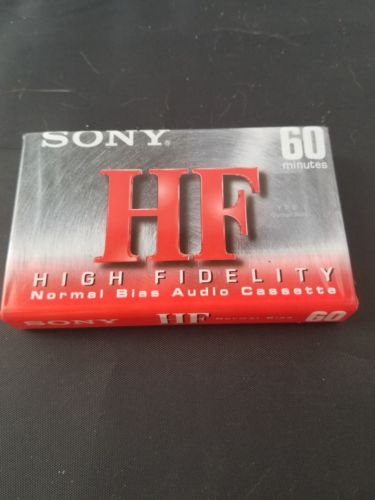 SONY®
60
minutes
HF
HIGH FIDELITY
Normal Bias Audio Cassette
SONY HF Normal Bias 60